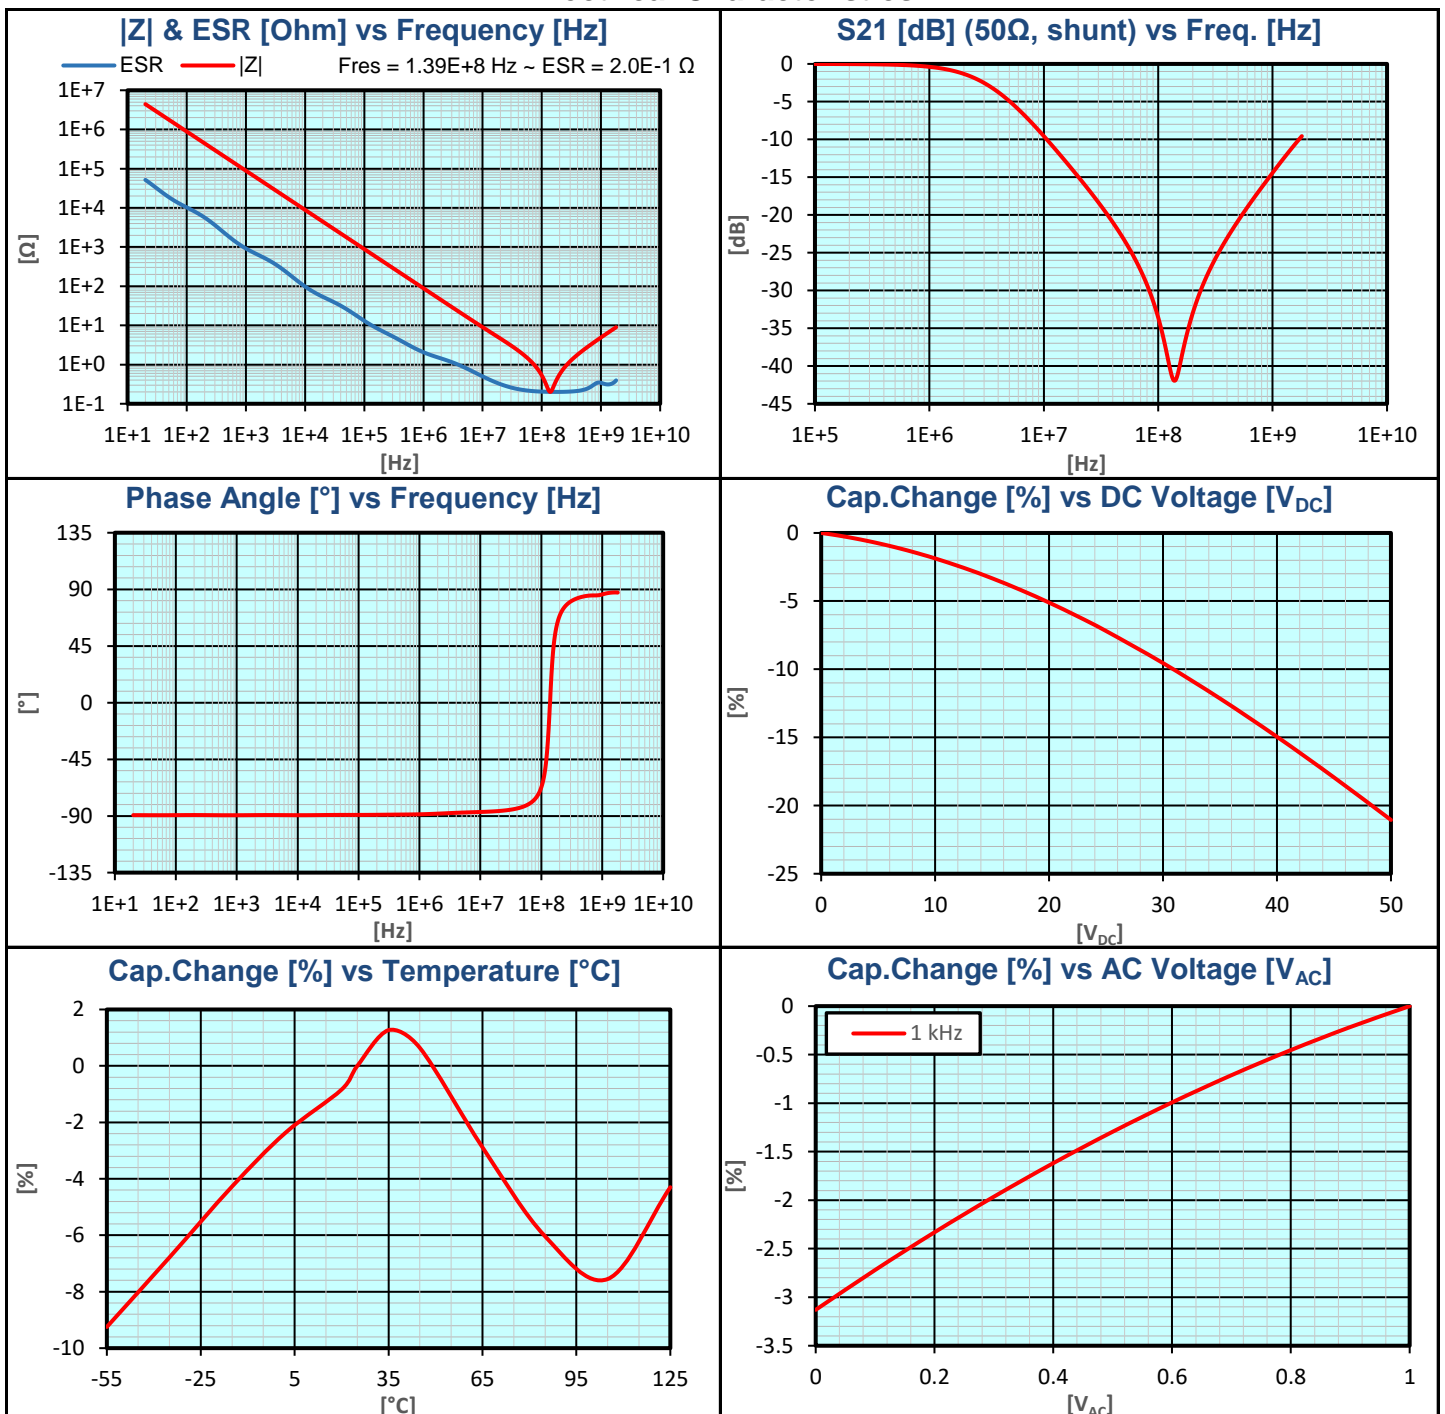 |Z| & ESR [Ohm] vs Frequency [Hz]
ESR |Z| Fres = 1.39E+8 Hz ~ ESR = 2.0E-1 Ω
1E+7
1E+6
1E+5
1E+4
1E+3
1E+2
1E+1
1E+0
1E-1
[Ω]
1E+1 1E+2 1E+3 1E+4 1E+5 1E+6 1E+7 1E+8 1E+9 1E+10
[Hz]
S21 [dB] (50Ω, shunt) vs Freq. [Hz]
0
-5
-10
-15
-20
-25
-30
-35
-40
-45
[dB]
1E+5 1E+6 1E+7 1E+8 1E+9 1E+10
[Hz]
Phase Angle [°] vs Frequency [Hz]
135
90
45
0
-45
-90
-135
[°]
1E+1 1E+2 1E+3 1E+4 1E+5 1E+6 1E+7 1E+8 1E+9 1E+10
[Hz]
Cap.Change [%] vs DC Voltage [VDC]
0
-5
-10
-15
-20
-25
[%]
0 10 20 30 40 50
[VDC]
Cap.Change [%] vs Temperature [°C]
2
0
-2
-4
-6
-8
-10
[%]
-55 -25 5 35 65 95 125
[°C]
Cap.Change [%] vs AC Voltage [VAC]
1 kHz
0
-0.5
-1
-1.5
-2
-2.5
-3
-3.5
[%]
0 0.2 0.4 0.6 0.8 1
[VAC]